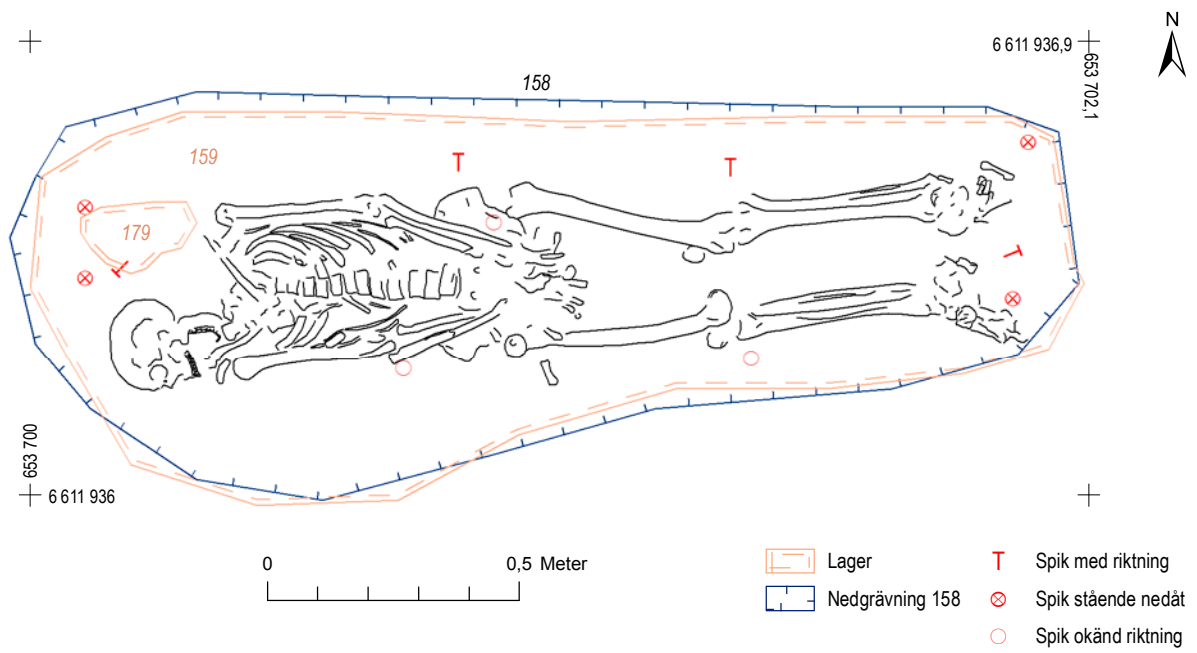 N
6 611 936,9
653 702,1
158
159
179
653 700
6 611 936
0
0,5 Meter
Lager
Nedgrävning 158
T Spik med riktning
Spik stående nedåt
Spik okänd riktning